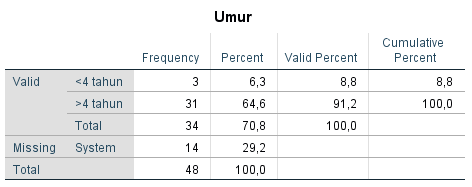 Umur
Frequency Percent Valid Percent Cumulative Percent
Valid <4 tahun 3 6,3 8,8 8,8
>4 tahun 31 64,6 91,2 100,0
Total 34 70,8 100,0
Missing System 14 29,2
Total 48 100,0